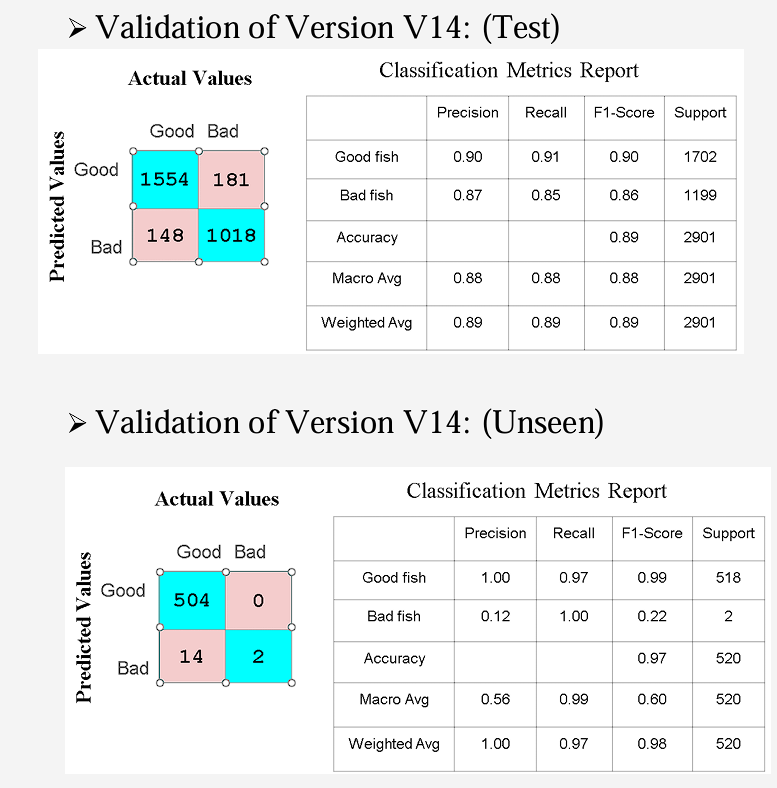 ➢ Validation of Version V14: (Test)
Actual Values
Classification Metrics Report
Predicted Values
Good Bad
Good 1554 181
Bad 148 1018
Precision Recall F1-Score Support
Good fish 0.90 0.91 0.90 1702
Bad fish 0.87 0.85 0.86 1199
Accuracy 0.89 2901
Macro Avg 0.88 0.88 0.88 2901
Weighted Avg 0.89 0.89 0.89 2901
➢ Validation of Version V14: (Unseen)
Actual Values
Classification Metrics Report
Predicted Values
Good Bad
Good 504 0
Bad 14 2
Precision Recall F1-Score Support
Good fish 1.00 0.97 0.99 518
Bad fish 0.12 1.00 0.22 2
Accuracy 0.97 520
Macro Avg 0.56 0.99 0.60 520
Weighted Avg 1.00 0.97 0.98 520